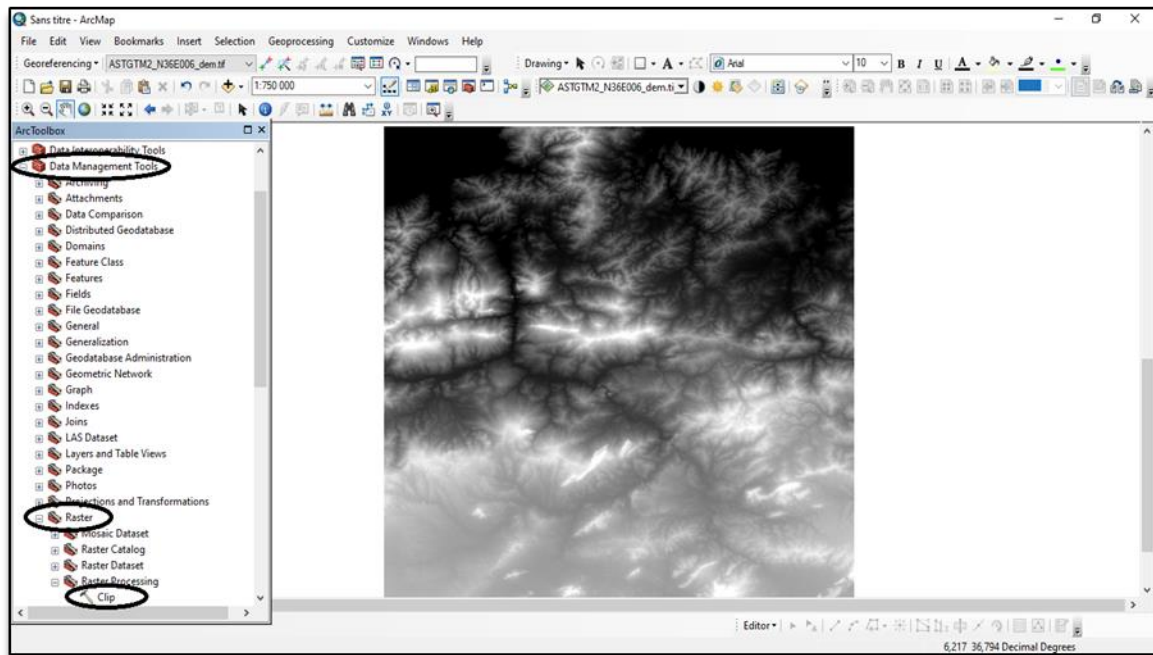 Sans titre - ArcMap
File Edit View Bookmarks Insert Selection Geoprocessing Customize Windows Help
Georeferencing ASTGTM2_N36E006_dem.tif Drawing A Arial 10 B I U A
1:750 000 ASTGTM2_N36E006_dem.ti
ArcToolbox
Data Interoperability Tools
Data Management Tools
Archiving
Attachments
Data Comparison
Distributed Geodatabase
Domains
Feature Class
Features
Fields
File Geodatabase
General
Generalization
Geodatabase Administration
Geometric Network
Graph
Indexes
Joins
LAS Dataset
Layers and Table Views
Package
Photos
Projections and Transformations
Raster
Mosaic Dataset
Raster Catalog
Raster Dataset
Raster Processing
Clip
Editor
6,217 36,794 Decimal Degrees